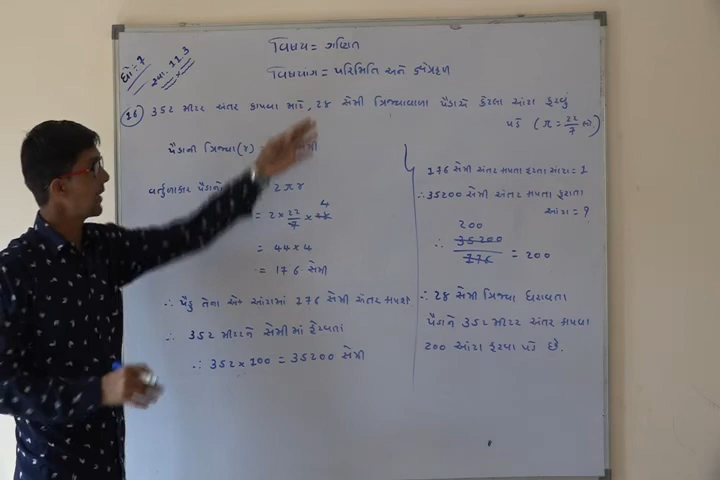 ધો : 7
સ્વા. 11.3
વિષય = ગણિત
વિષયાંગ = પરિમિતિ અને ક્ષેત્રફળ
(16) 352 મીટર અંતર કાપવા માટે, 28 સેમી ત્રિજ્યાવાળા પૈડાએ કેટલા આંટા ફરવું
પડે (π = 22/7 લો.)
પૈડાની ત્રિજ્યા (r) = સેમી
વર્તુળાકાર પૈડાનો 2πr
= 2 × 22/7 × 28 4
= 44 × 4
= 176 સેમી
∴ પૈડું તેના એક આંટામાં 176 સેમી અંતર કાપશે
∴ 352 મીટરને સેમીમાં ફેરવતાં
∴ 352 × 100 = 35200 સેમી
176 સેમી અંતર કાપતા ફરતા આંટા = 1
∴ 35200 સેમી અંતર કાપતા ફરાતા
આંટા = ?
200
∴ 35200/176 = 200
∴ 28 સેમી ત્રિજ્યા ધરાવતા
પૈડાને 352 મીટર અંતર કાપવા
200 આંટા ફરવા પડે છે.